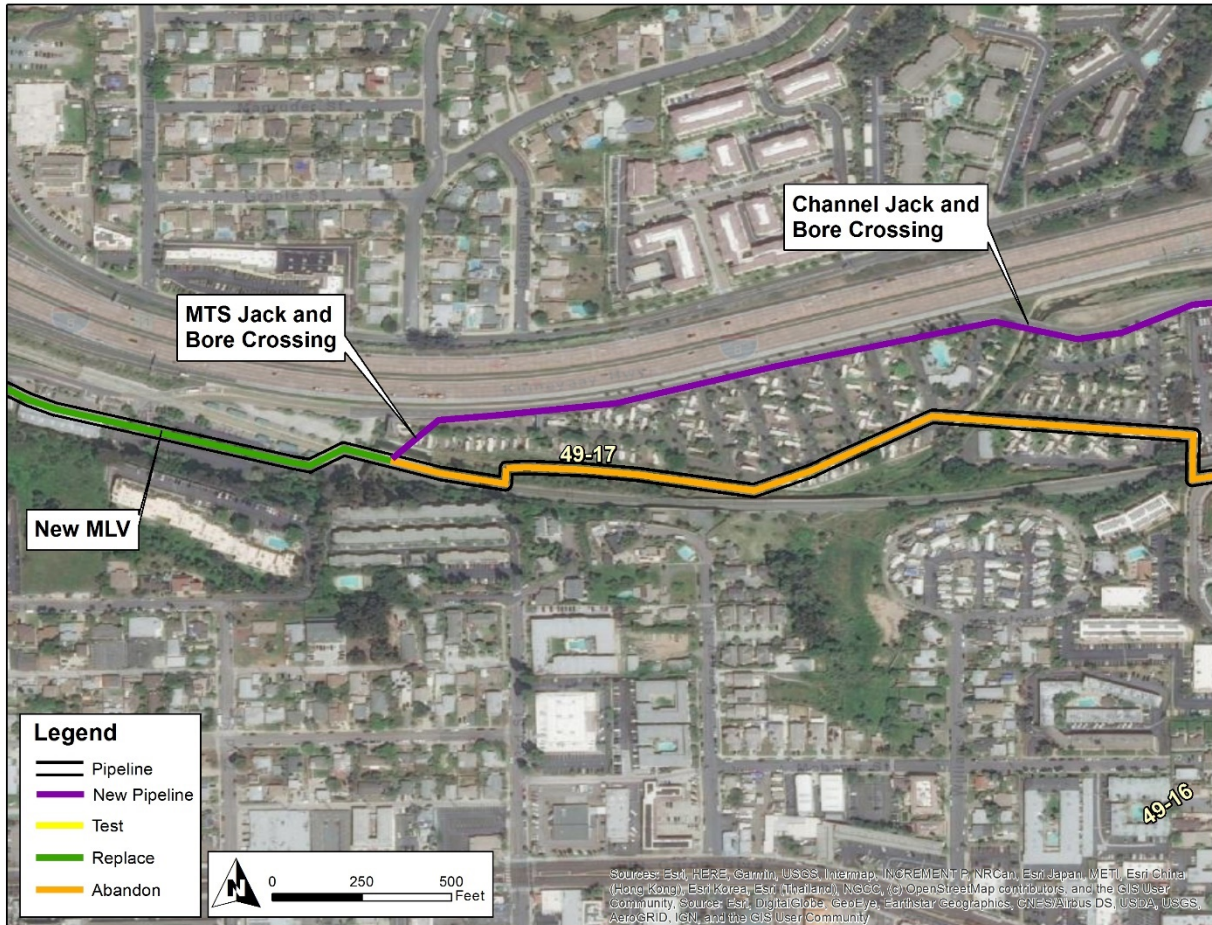 Magruder St
Channel Jack and
Bore Crossing
MTS Jack and
Bore Crossing
49-17
New MLV
Legend
Pipeline
New Pipeline
Test
Replace
Abandon
N
0 250 500
Feet
49-16
Sources: Esri, HERE, Garmin, USGS, Intermap, INCREMENT P, NRCan, Esri Japan, METI, Esri China
(Hong Kong), Esri Korea, Esri (Thailand), NGCC, (c) OpenStreetMap contributors, and the GIS User
Community, Source: Esri, DigitalGlobe, GeoEye, Earthstar Geographics, CNES/Airbus DS, USDA, USGS,
AeroGRID, IGN, and the GIS User Community